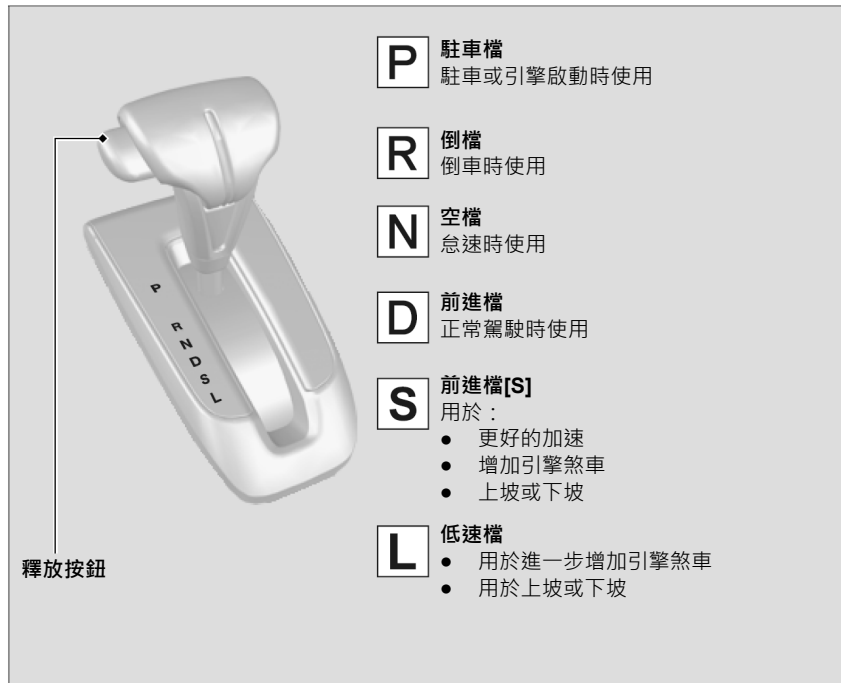 P 駐車檔
駐車或引擎啟動時使用
R 倒檔
倒車時使用
N 空檔
怠速時使用
D 前進檔
正常駕駛時使用
S 前進檔[S]
用於：
● 更好的加速
● 增加引擎煞車
● 上坡或下坡
L 低速檔
● 用於進一步增加引擎煞車
● 用於上坡或下坡
P
R
N
D
S
L
釋放按鈕